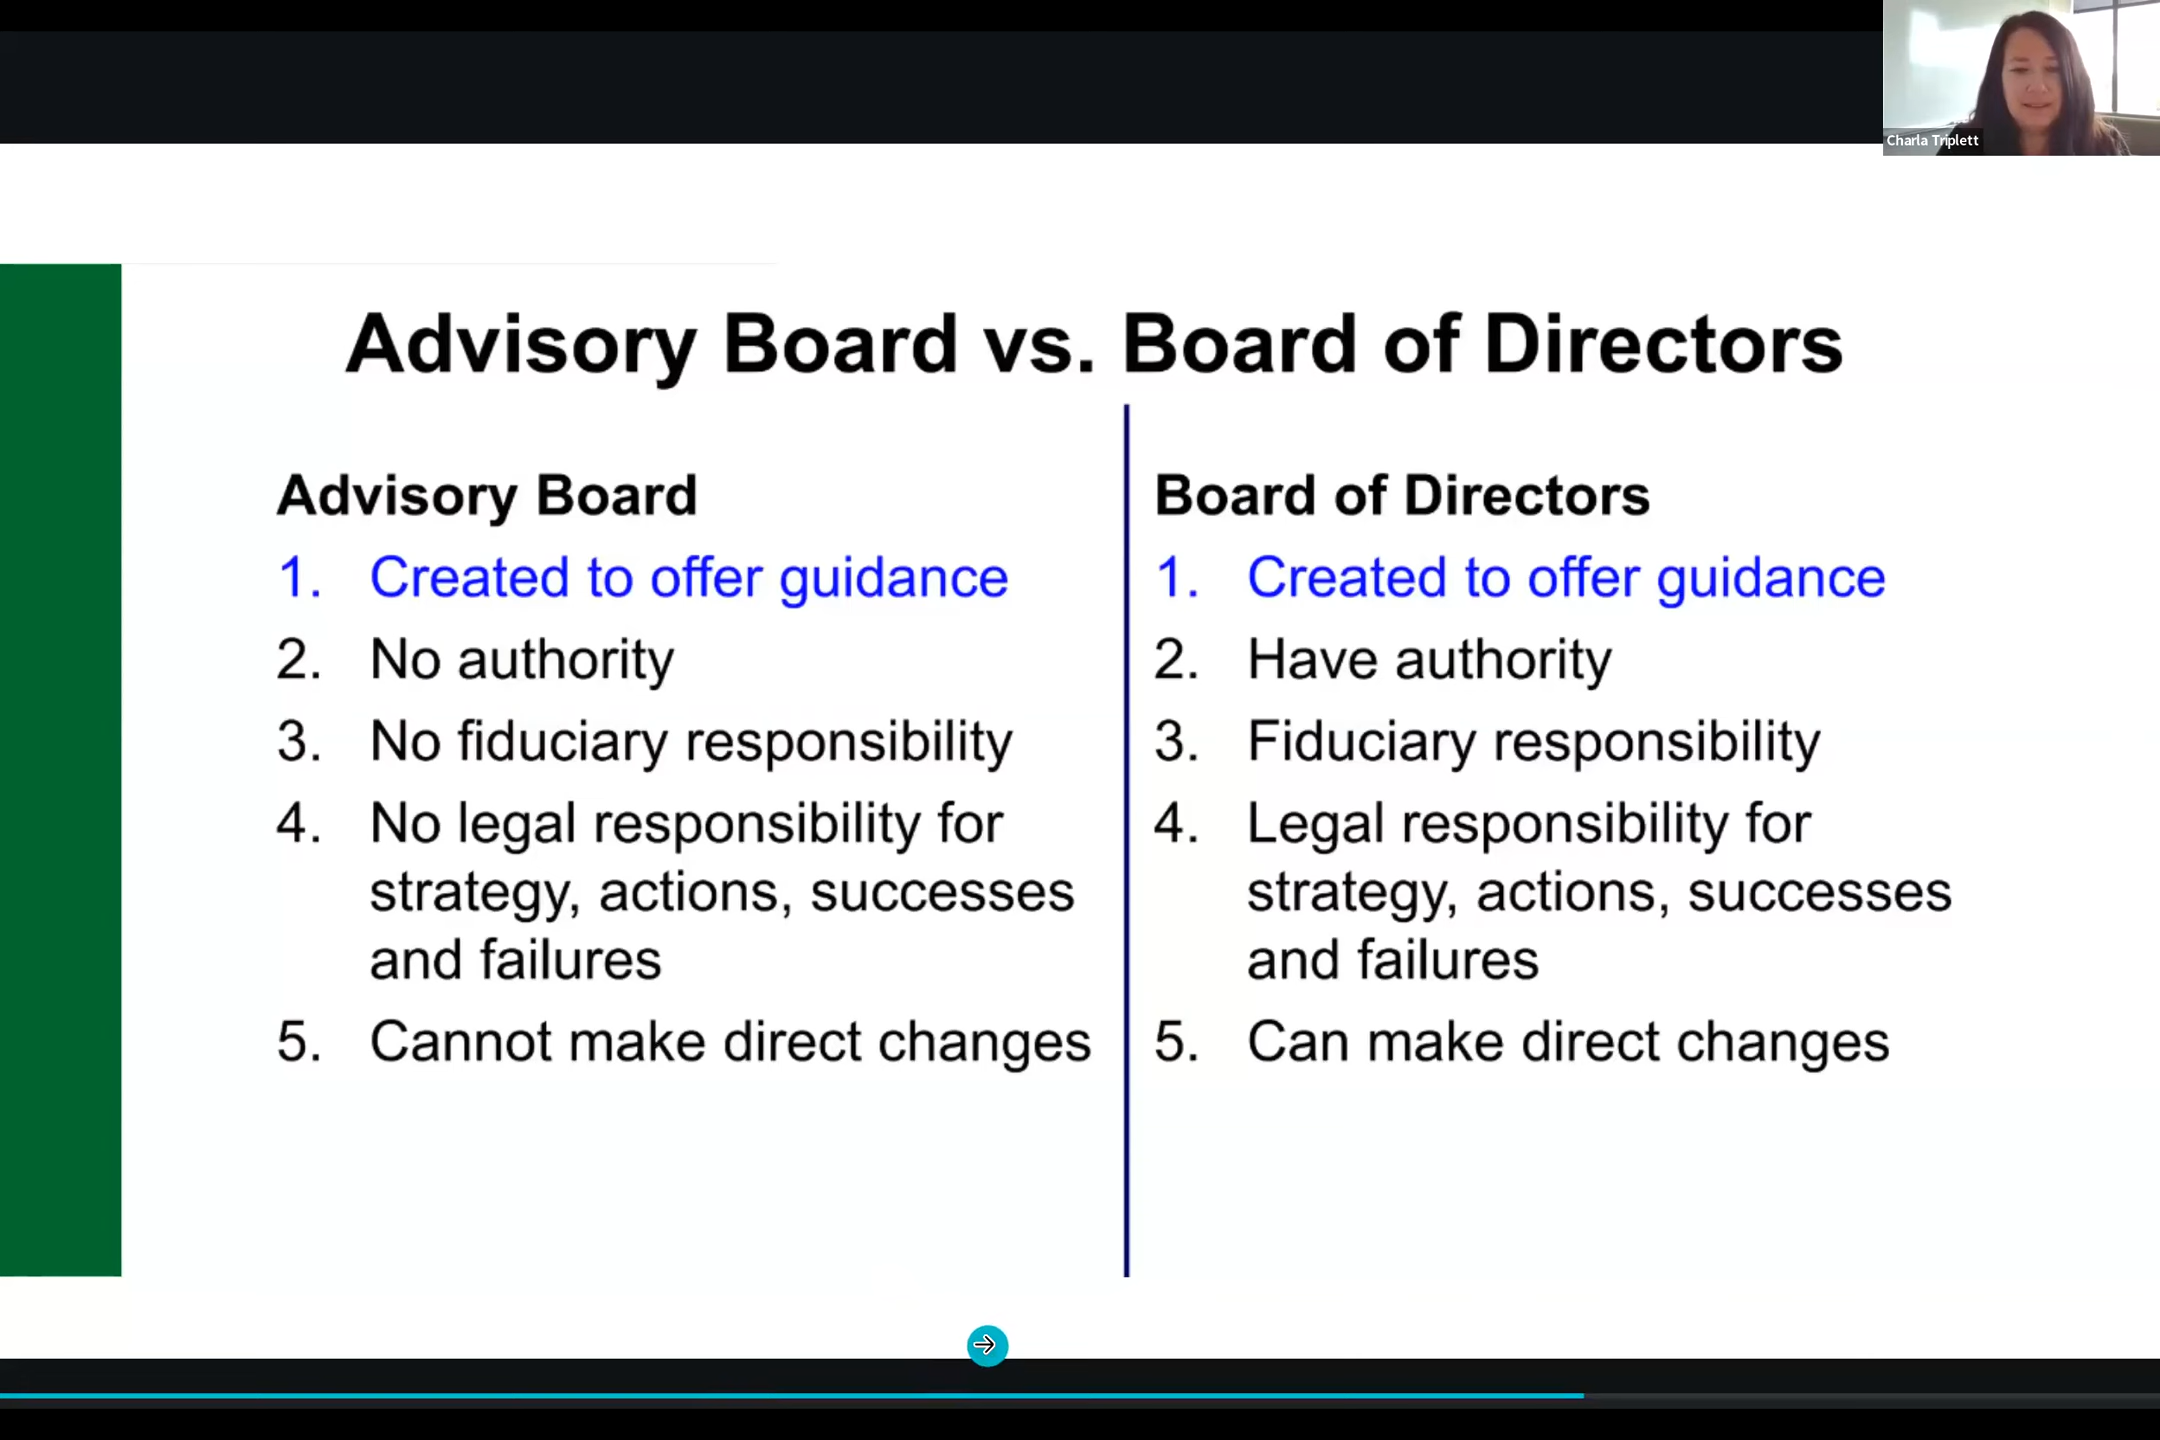 Charla Triplett
Advisory Board vs. Board of Directors
Advisory Board
1. Created to offer guidance
2. No authority
3. No fiduciary responsibility
4. No legal responsibility for
strategy, actions, successes
and failures
5. Cannot make direct changes
Board of Directors
1. Created to offer guidance
2. Have authority
3. Fiduciary responsibility
4. Legal responsibility for
strategy, actions, successes
and failures
5. Can make direct changes